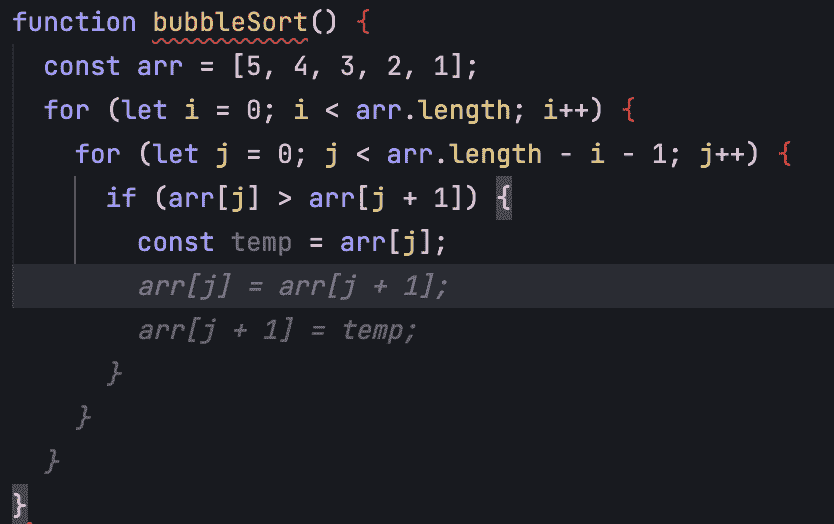 function bubbleSort() {
const arr = [5, 4, 3, 2, 1];
for (let i = 0; i < arr.length; i++) {
for (let j = 0; j < arr.length - i - 1; j++) {
if (arr[j] > arr[j + 1]) {
const temp = arr[j];
arr[j] = arr[j + 1];
arr[j + 1] = temp;
}
}
}
}